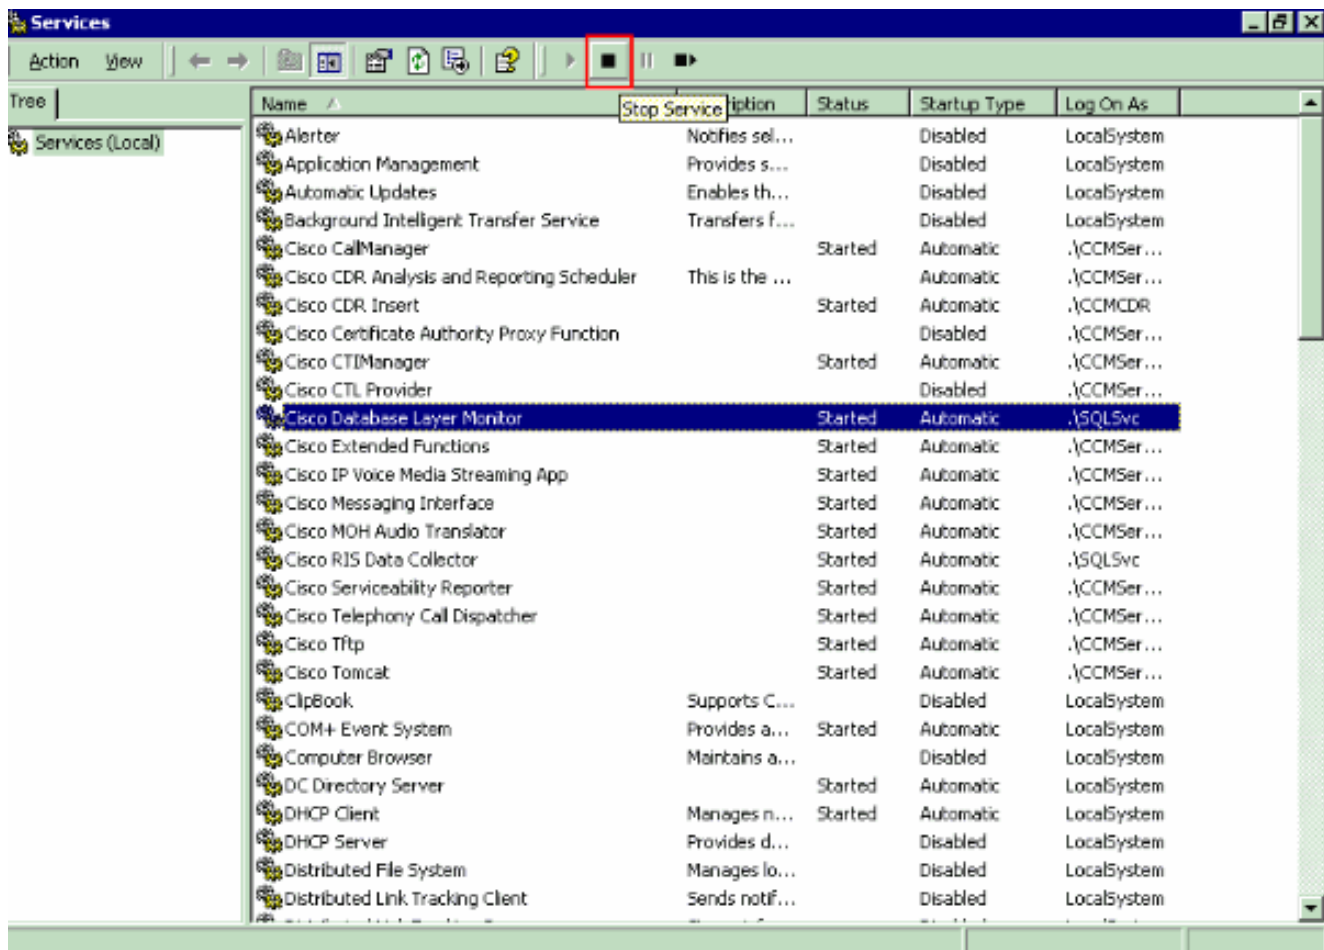 Services
Action View
Tree
Services (Local)
Name Stop Service ription Status Startup Type Log On As
Alerter Notifies sel... Disabled LocalSystem
Application Management Provides s... Disabled LocalSystem
Automatic Updates Enables th... Disabled LocalSystem
Background Intelligent Transfer Service Transfers f... Disabled LocalSystem
Cisco CallManager Started Automatic .\CCMSer...
Cisco CDR Analysis and Reporting Scheduler This is the ... Automatic .\CCMSer...
Cisco CDR Insert Started Automatic .\CCMCDR
Cisco Certificate Authority Proxy Function Disabled .\CCMSer...
Cisco CTIManager Started Automatic .\CCMSer...
Cisco CTL Provider Disabled .\CCMSer...
Cisco Database Layer Monitor Started Automatic .\SQLSvc
Cisco Extended Functions Started Automatic .\CCMSer...
Cisco IP Voice Media Streaming App Started Automatic .\CCMSer...
Cisco Messaging Interface Started Automatic .\CCMSer...
Cisco MOH Audio Translator Started Automatic .\CCMSer...
Cisco RIS Data Collector Started Automatic .\SQLSvc
Cisco Serviceability Reporter Started Automatic .\CCMSer...
Cisco Telephony Call Dispatcher Started Automatic .\CCMSer...
Cisco Tftp Started Automatic .\CCMSer...
Cisco Tomcat Started Automatic .\CCMSer...
ClipBook Supports C... Disabled LocalSystem
COM+ Event System Provides a... Started Automatic LocalSystem
Computer Browser Maintains a... Disabled LocalSystem
DC Directory Server Started Automatic LocalSystem
DHCP Client Manages n... Started Automatic LocalSystem
DHCP Server Provides d... Disabled LocalSystem
Distributed File System Manages lo... Disabled LocalSystem
Distributed Link Tracking Client Sends notif... Disabled LocalSystem